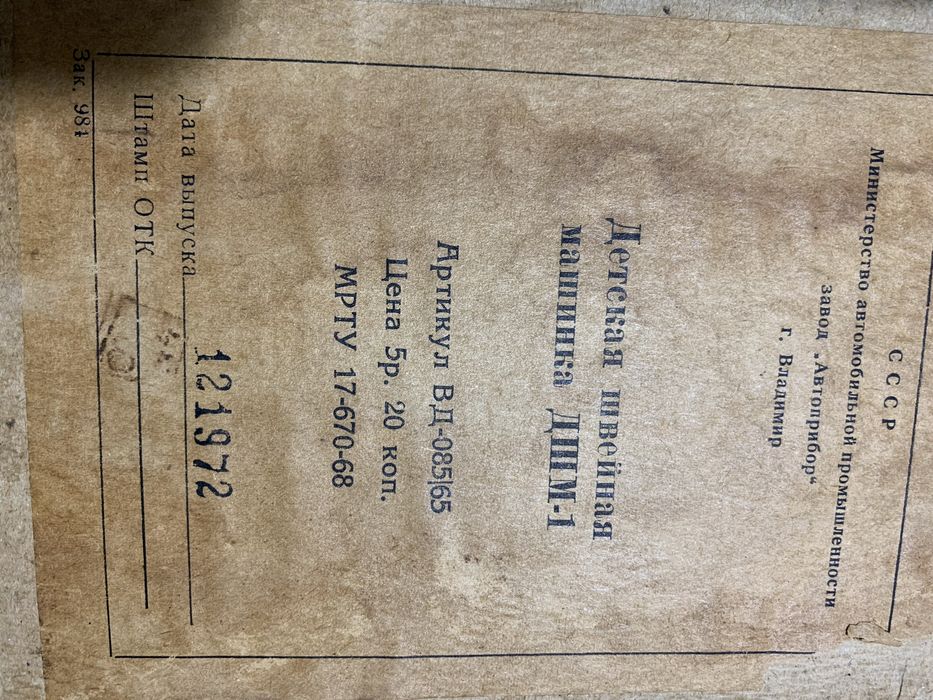 СССР
Министерство автомобильной промышленности
завод „Автоприбор“
г. Владимир
Детская швейная
машинка ДШМ-1
Артикул ВД-085|65
Цена 5р. 20 коп.
МРТУ 17-670-68
Дата выпуска 121972
Штамп ОТК
Зак. 981